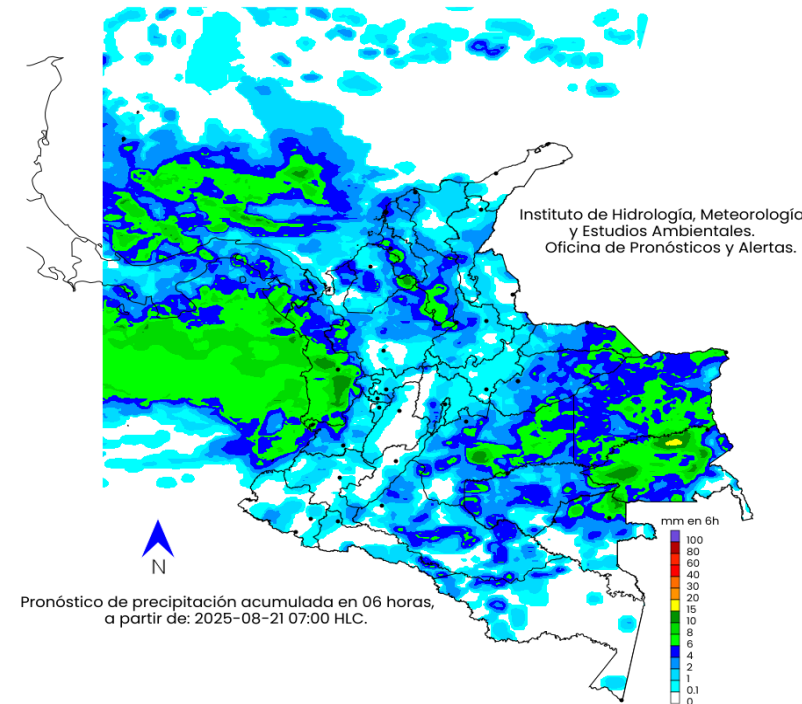 Instituto de Hidrología, Meteorología
y Estudios Ambientales.
Oficina de Pronósticos y Alertas.
mm en 6h
100
80
60
40
30
20
15
10
8
6
4
2
1
0.1
0
N
Pronóstico de precipitación acumulada en 06 horas,
a partir de: 2025-08-21 07:00 HLC.